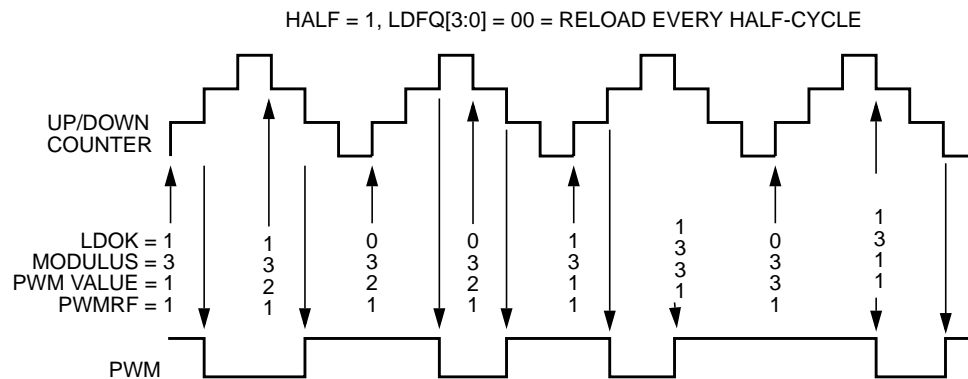 HALF = 1, LDFQ[3:0] = 00 = RELOAD EVERY HALF-CYCLE
UP/DOWN
COUNTER
LDOK = 1 1 0 0 1 1 0 1
MODULUS = 3 3 3 3 3 3 3 3
PWM VALUE = 1 2 2 2 1 3 3 1
PWMRF = 1 1 1 1 1 1 1 1
PWM